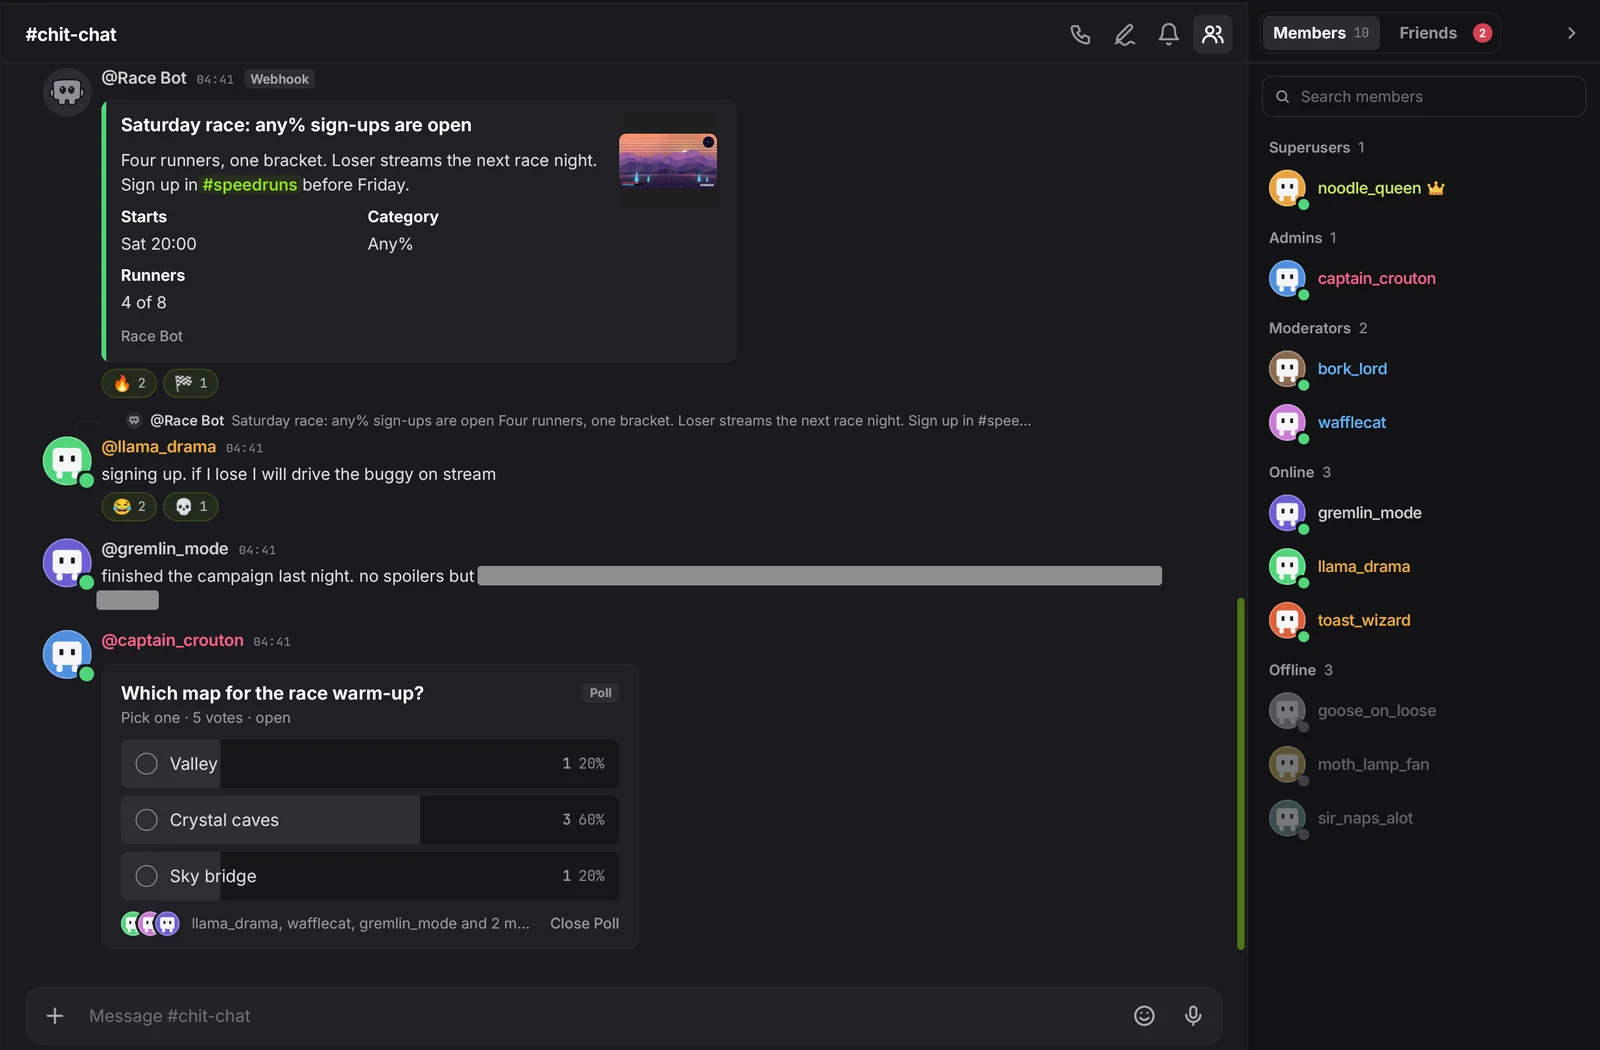 #chit-chat
Members 10
Friends 2
@Race Bot 04:41 Webhook
Saturday race: any% sign-ups are open
Four runners, one bracket. Loser streams the next race night.
Sign up in #speedruns before Friday.
Starts
Category
Sat 20:00
Any%
Runners
4 of 8
Race Bot
🔥 2
🏁 1
@Race Bot Saturday race: any% sign-ups are open Four runners, one bracket. Loser streams the next race night. Sign up in #spee...
@llama_drama 04:41
signing up. if I lose I will drive the buggy on stream
😂 2
💀 1
@gremlin_mode 04:41
finished the campaign last night. no spoilers but
@captain_crouton 04:41
Which map for the race warm-up?
Poll
Pick one · 5 votes · open
Valley 1 20%
Crystal caves 3 60%
Sky bridge 1 20%
llama_drama, wafflecat, gremlin_mode and 2 m...
Close Poll
Message #chit-chat
Search members
Superusers 1
noodle_queen 👑
Admins 1
captain_crouton
Moderators 2
bork_lord
wafflecat
Online 3
gremlin_mode
llama_drama
toast_wizard
Offline 3
goose_on_loose
moth_lamp_fan
sir_naps_alot